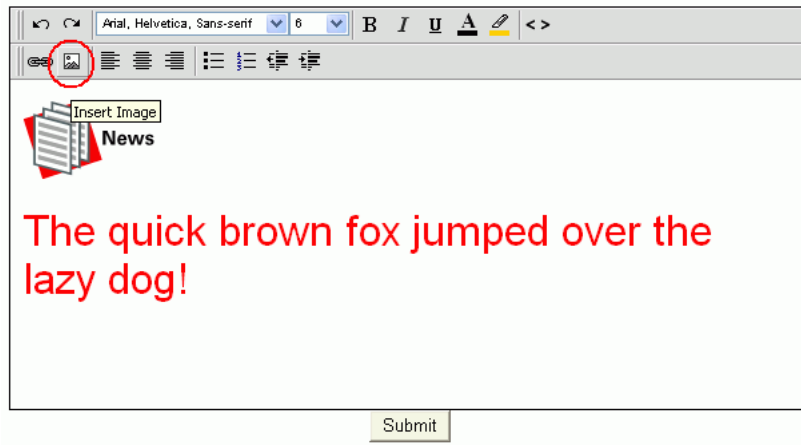 Arial, Helvetica, Sans-serif 6 B I U A < >
Insert Image
News
The quick brown fox jumped over the
lazy dog!
Submit